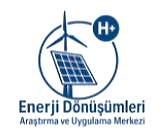 H+
Enerji Dönüşümleri
Araştırma ve Uygulama Merkezi